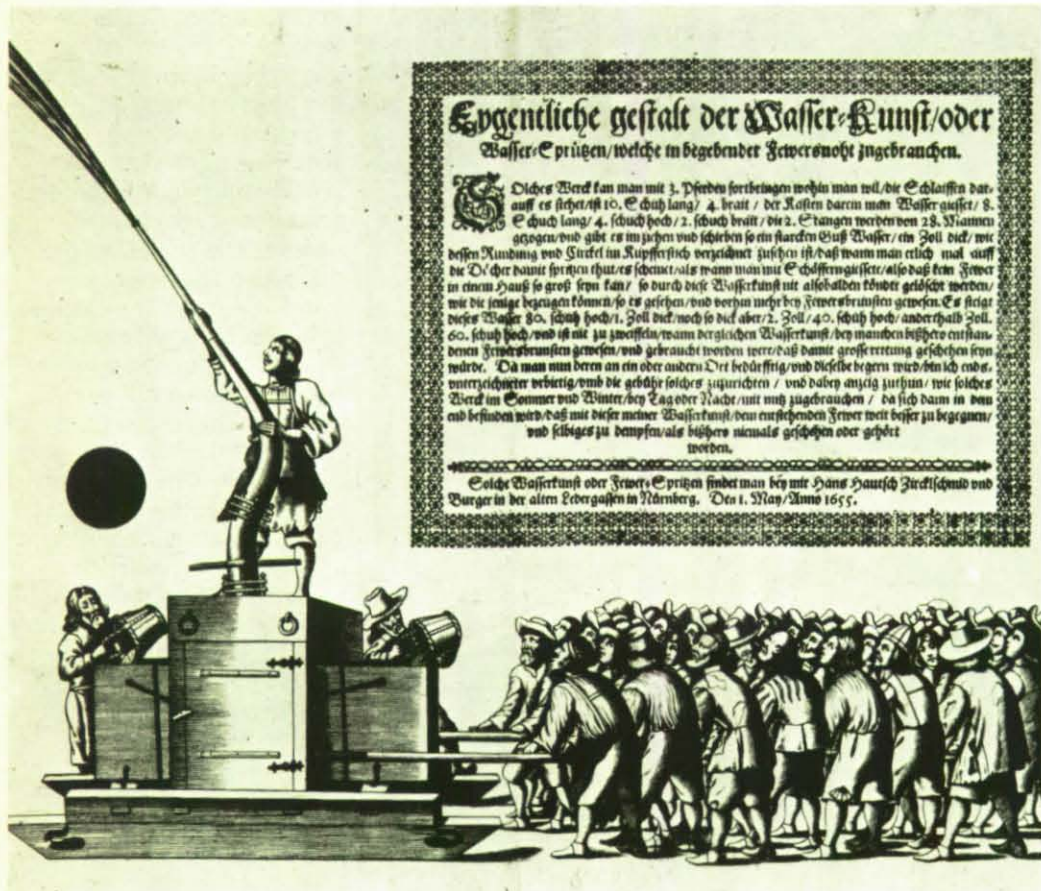 Eygentliche gestalt der Wasser-Kunst/oder
Wasser-Sprützen/welche in begebender Fewersnoht zugebrauchen.
SOlches Werck kan man mit 3. Pferden fortbringen wohin man wil/die Schlaiffen dar-
auff es stehet/ist 10. Schuh lang/ 4. brait / der Kasten darein man Wasser giesset/ 8.
Schuch lang/ 4. schuch hoch/ 2. schuch brait/ die 2. Stangen werden von 28. Mannen
gezogen/vnd gibt es im ziehen vnd schieben so ein starcken Guß Wasser/ ein Zoll dick/ wie
dessen Rundung vnd Circkel im Kupfferstich verzeichnet zusehen ist/daß wann man etlich mal auff
die Dächer damit spritzen thut/es scheinet/als wann man mit Schäffern giessete/also daß kein Fewer
in einem Hauß so groß seyn kan/ so durch diese Wasserkunst nit alsobalden köndte gelöscht werden/
wie die jenige bezeugen können/so es gesehen/vnd vorhin mehr bey Fewersbrunsten gewesen. Es steigt
dieses Wasser 80. schuh hoch/1. Zoll dick/noch so dick aber/2. Zoll/40. schuh hoch/anderthalb Zoll.
60. schuh hoch/vnd ist nit zu zweiffeln/wann dergleichen Wasserkunst/bey manchen bißhero entstan-
denen Fewersbrunsten gewesen/vnd gebraucht worden were/daß damit grosse rettung geschehen seyn
würde. Da man nun deren an ein oder andern Ort bedürfftig/vnd dieselbe begern wird/bin ich ends-
vnterzeichneter erbietig/vmb die gebühr solches zuzurichten / vnd dabey anzeig zuthun/ wie solches
Werck im Sommer vnd Winter/bey Tag oder Nacht/mit nutz zugebrauchen / da sich dann in dem
end befinden wird/daß mit dieser meiner Wasserkunst/dem entstehenden Fewer weit besser zu begegnen/
vnd selbiges zu dempfen/als bißhero niemals geschehen oder gehört
worden.
Solche Wasserkunst oder Fewer-Spritzen findet man bey mir Hans Hautsch Zircklschmid vnd
Burger in der alten Ledergassen in Nürnberg. Den 1. May/Anno 1655.